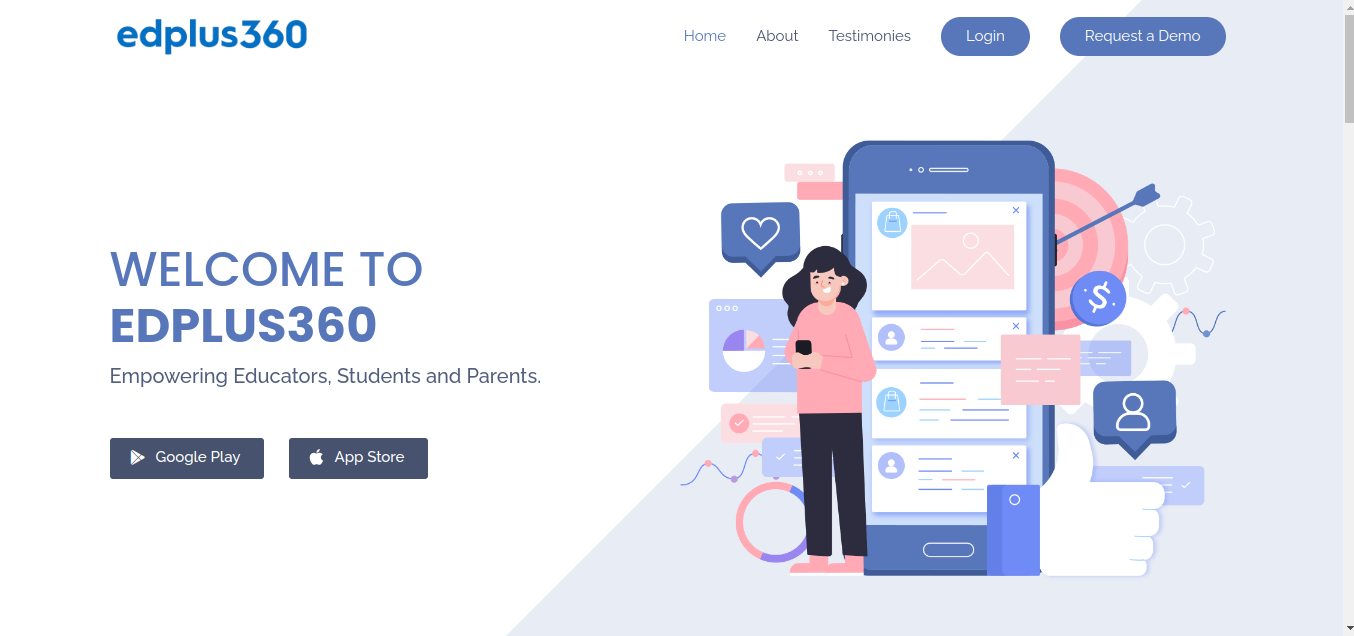 edplus360
Home About Testimonies Login Request a Demo
WELCOME TO
EDPLUS360
Empowering Educators, Students and Parents.
Google Play App Store